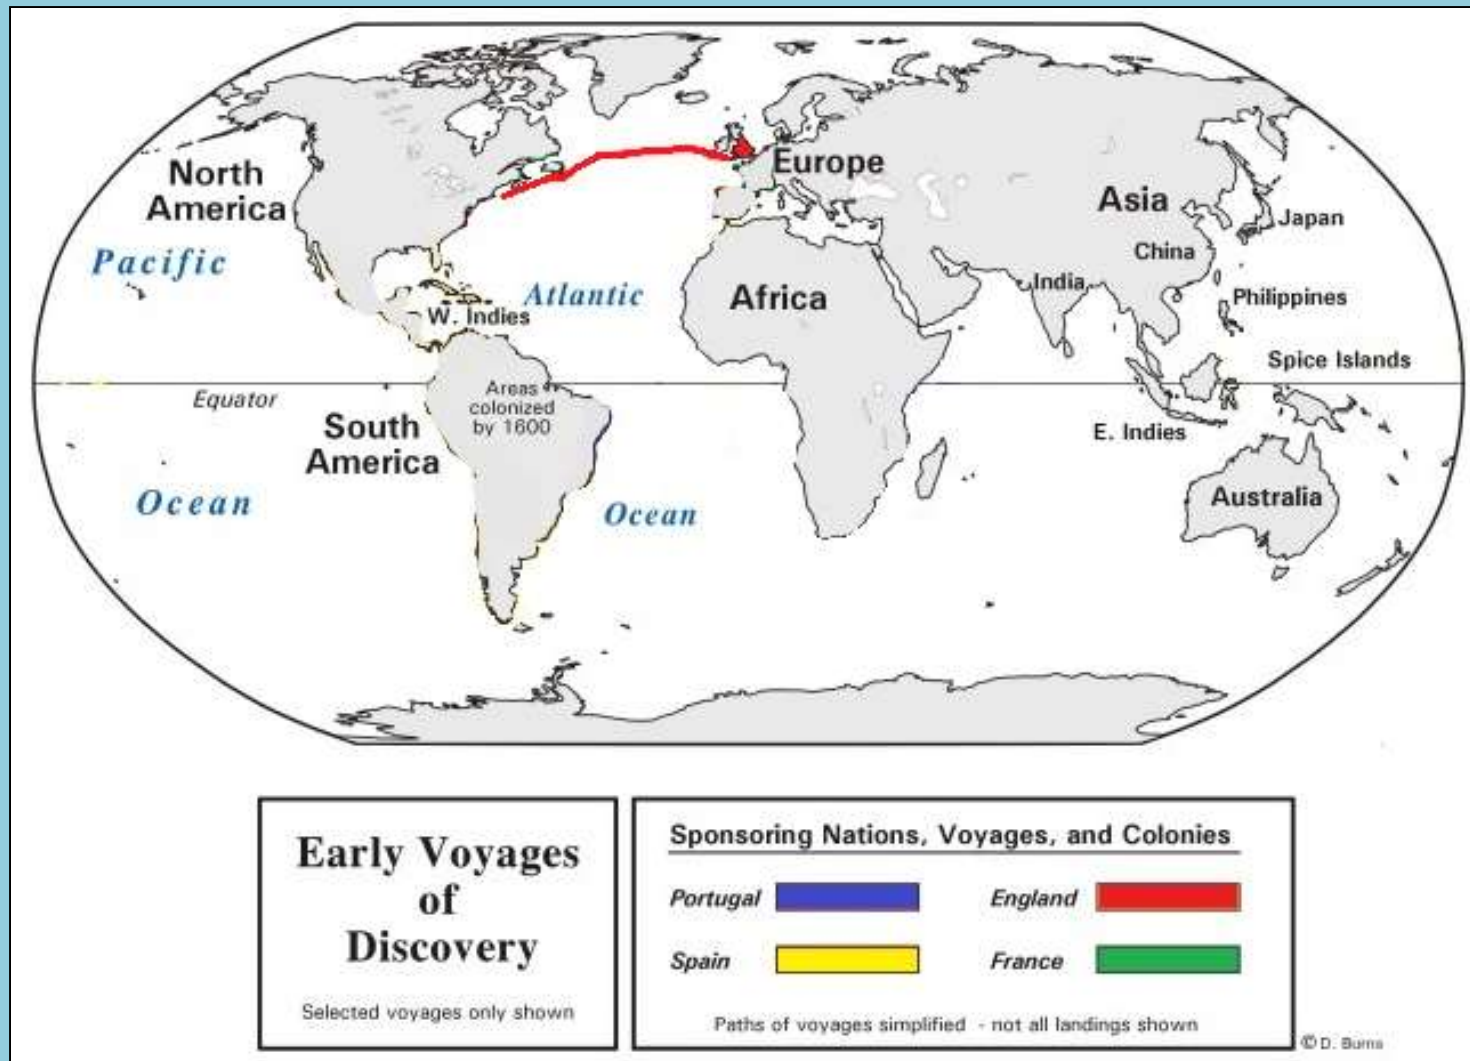 North
America
Europe
Asia
Japan
China
Pacific
Atlantic
Africa
India
Philippines
W. Indies
Spice Islands
Equator
Areas
colonized
by 1600
South
America
E. Indies
Ocean
Ocean
Australia
Early Voyages
of
Discovery
Selected voyages only shown
Sponsoring Nations, Voyages, and Colonies
Portugal England
Spain France
Paths of voyages simplified - not all landings shown
© D. Burns